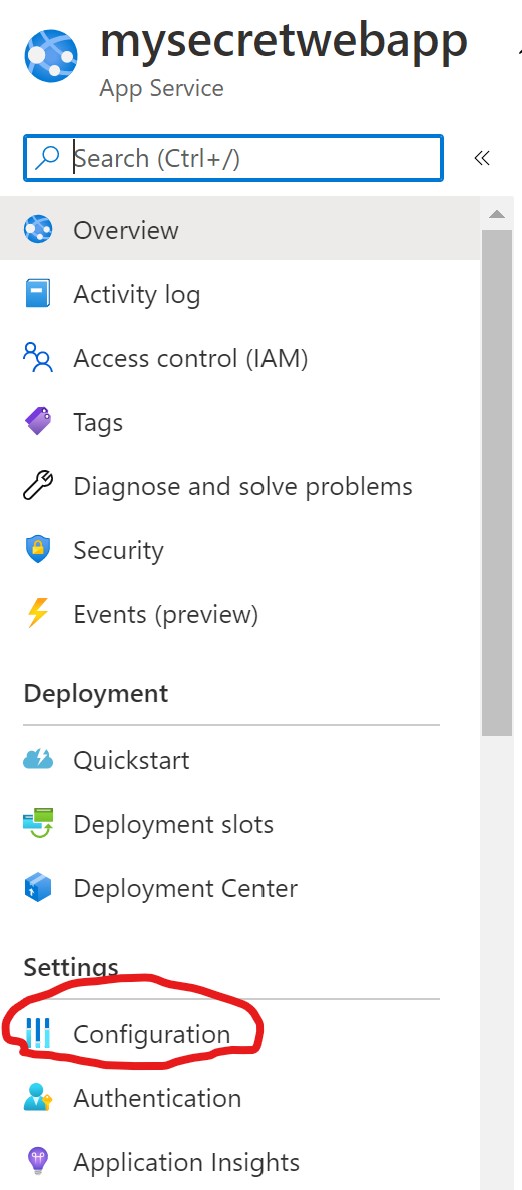 mysecretwebapp
App Service
Search (Ctrl+/)
Overview
Activity log
Access control (IAM)
Tags
Diagnose and solve problems
Security
Events (preview)
Deployment
Quickstart
Deployment slots
Deployment Center
Settings
Configuration
Authentication
Application Insights